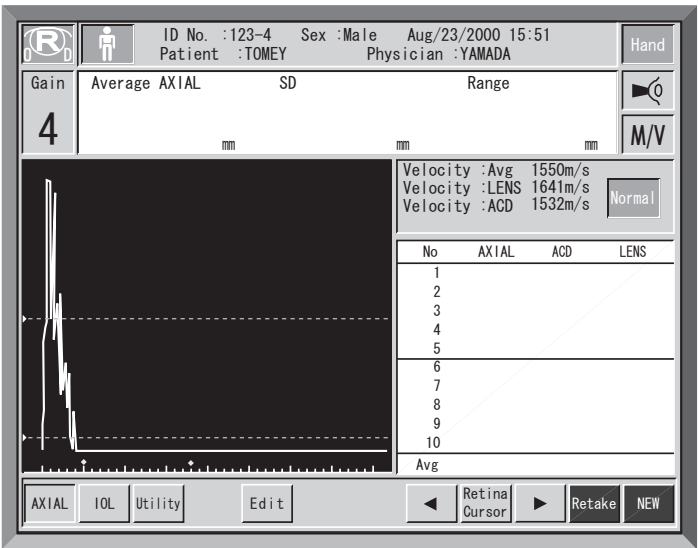 R
O D
ID No. :123-4 Sex :Male Aug/23/2000 15:51
Patient :TOMEY Physician :YAMADA
Hand
Gain
4
Average AXIAL SD Range
mm mm mm
M/V
Velocity :Avg 1550m/s
Velocity :LENS 1641m/s
Velocity :ACD 1532m/s
Normal
No AXIAL ACD LENS
1
2
3
4
5
6
7
8
9
10
Avg
AXIAL IOL Utility Edit ◀ Retina Cursor ▶ Retake NEW